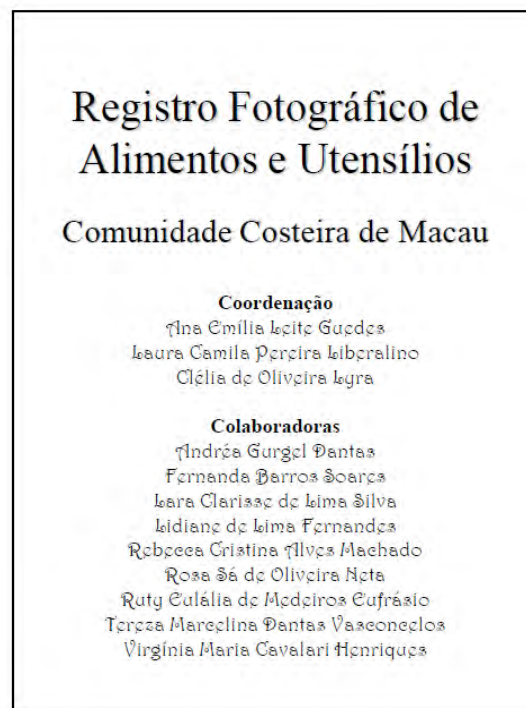 Registro Fotográfico de
Alimentos e Utensílios
Comunidade Costeira de Macau
Coordenação
Ana Emília Leite Guedes
Laura Camila Pereira Liberalino
Clélia de Oliveira Lyra
Colaboradoras
Andréa Gurgel Dantas
Fernanda Barros Soares
Lara Clarisse de Lima Silva
Lidiane de Lima Fernandes
Rebecca Cristina Alves Machado
Rosa Sá de Oliveira Neta
Ruty Eulália de Medeiros Eufrásio
Tereza Marcelina Dantas Vasconcelos
Virgínia Maria Cavalari Henriques